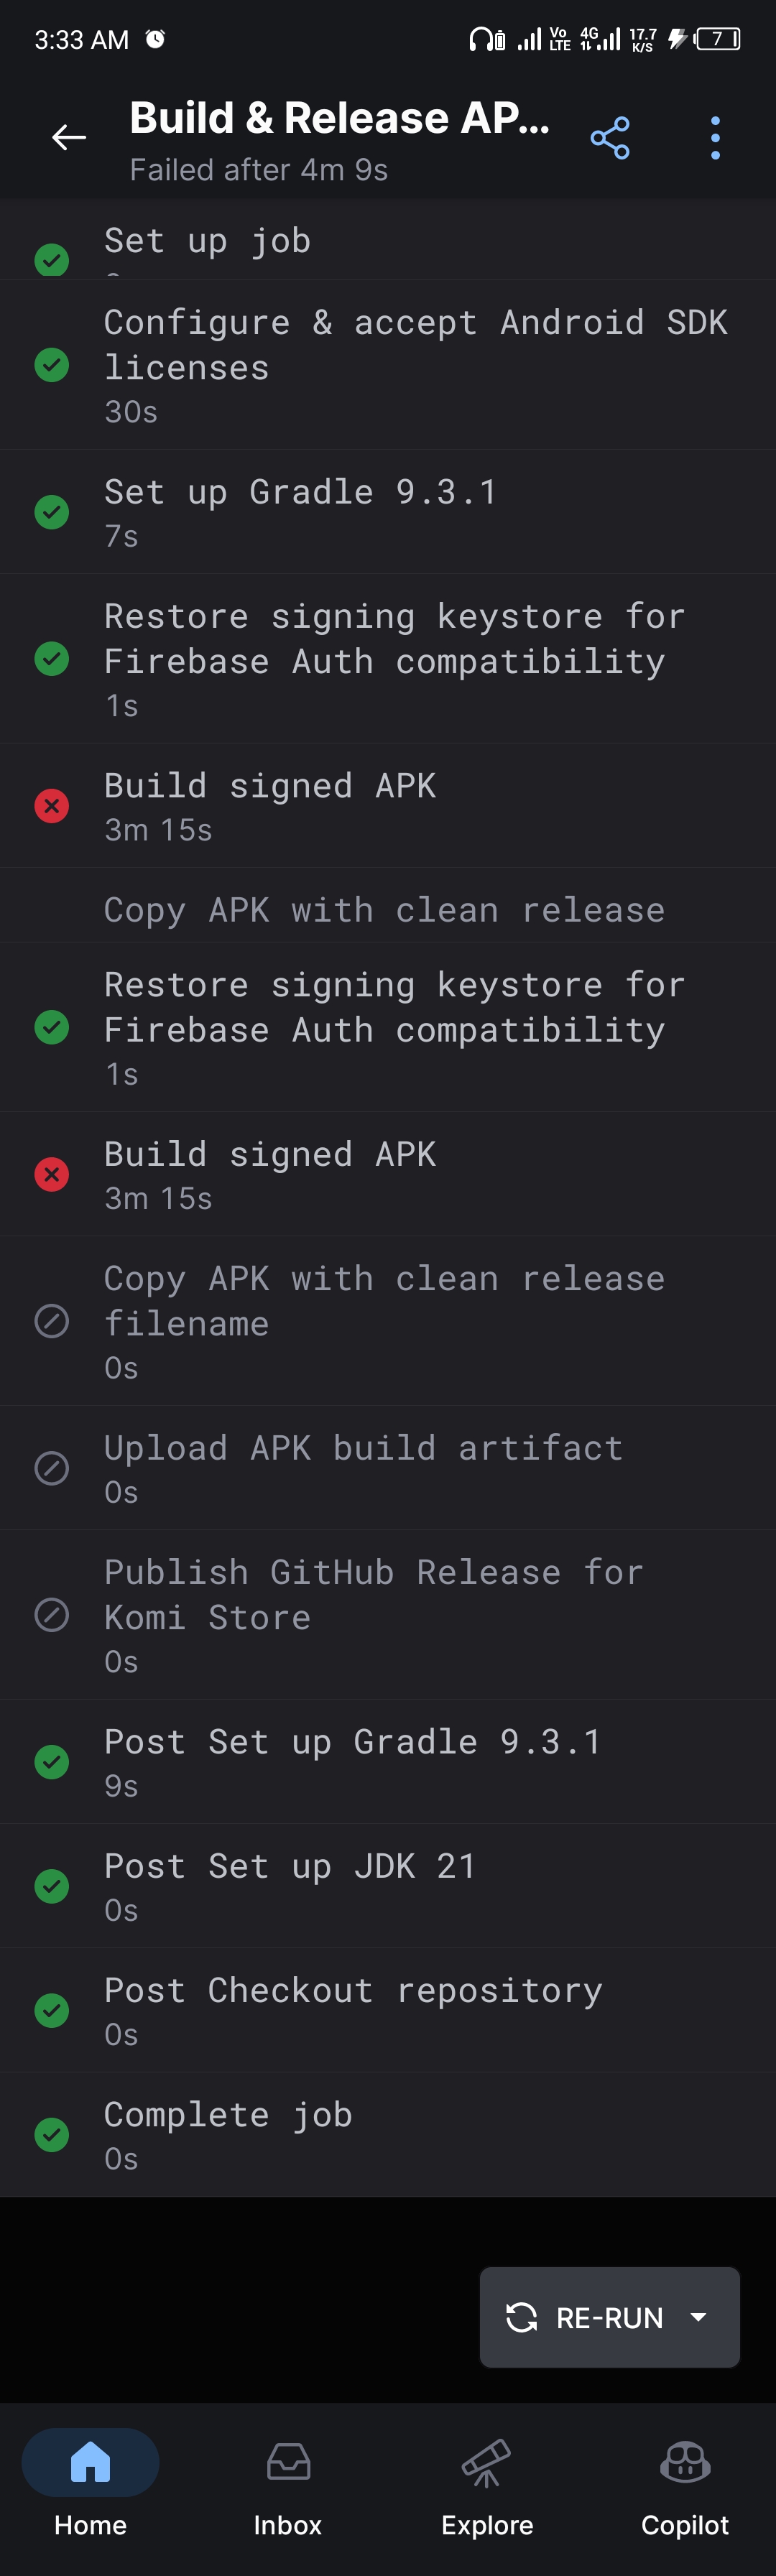 3:33 AM
Vo
LTE
4G
17.7
K/S
7
Build & Release AP...
Failed after 4m 9s
Set up job
Configure & accept Android SDK
licenses
30s
Set up Gradle 9.3.1
7s
Restore signing keystore for
Firebase Auth compatibility
1s
Build signed APK
3m 15s
Copy APK with clean release
Restore signing keystore for
Firebase Auth compatibility
1s
Build signed APK
3m 15s
Copy APK with clean release
filename
0s
Upload APK build artifact
0s
Publish GitHub Release for
Komi Store
0s
Post Set up Gradle 9.3.1
9s
Post Set up JDK 21
0s
Post Checkout repository
0s
Complete job
0s
RE-RUN
Home
Inbox
Explore
Copilot